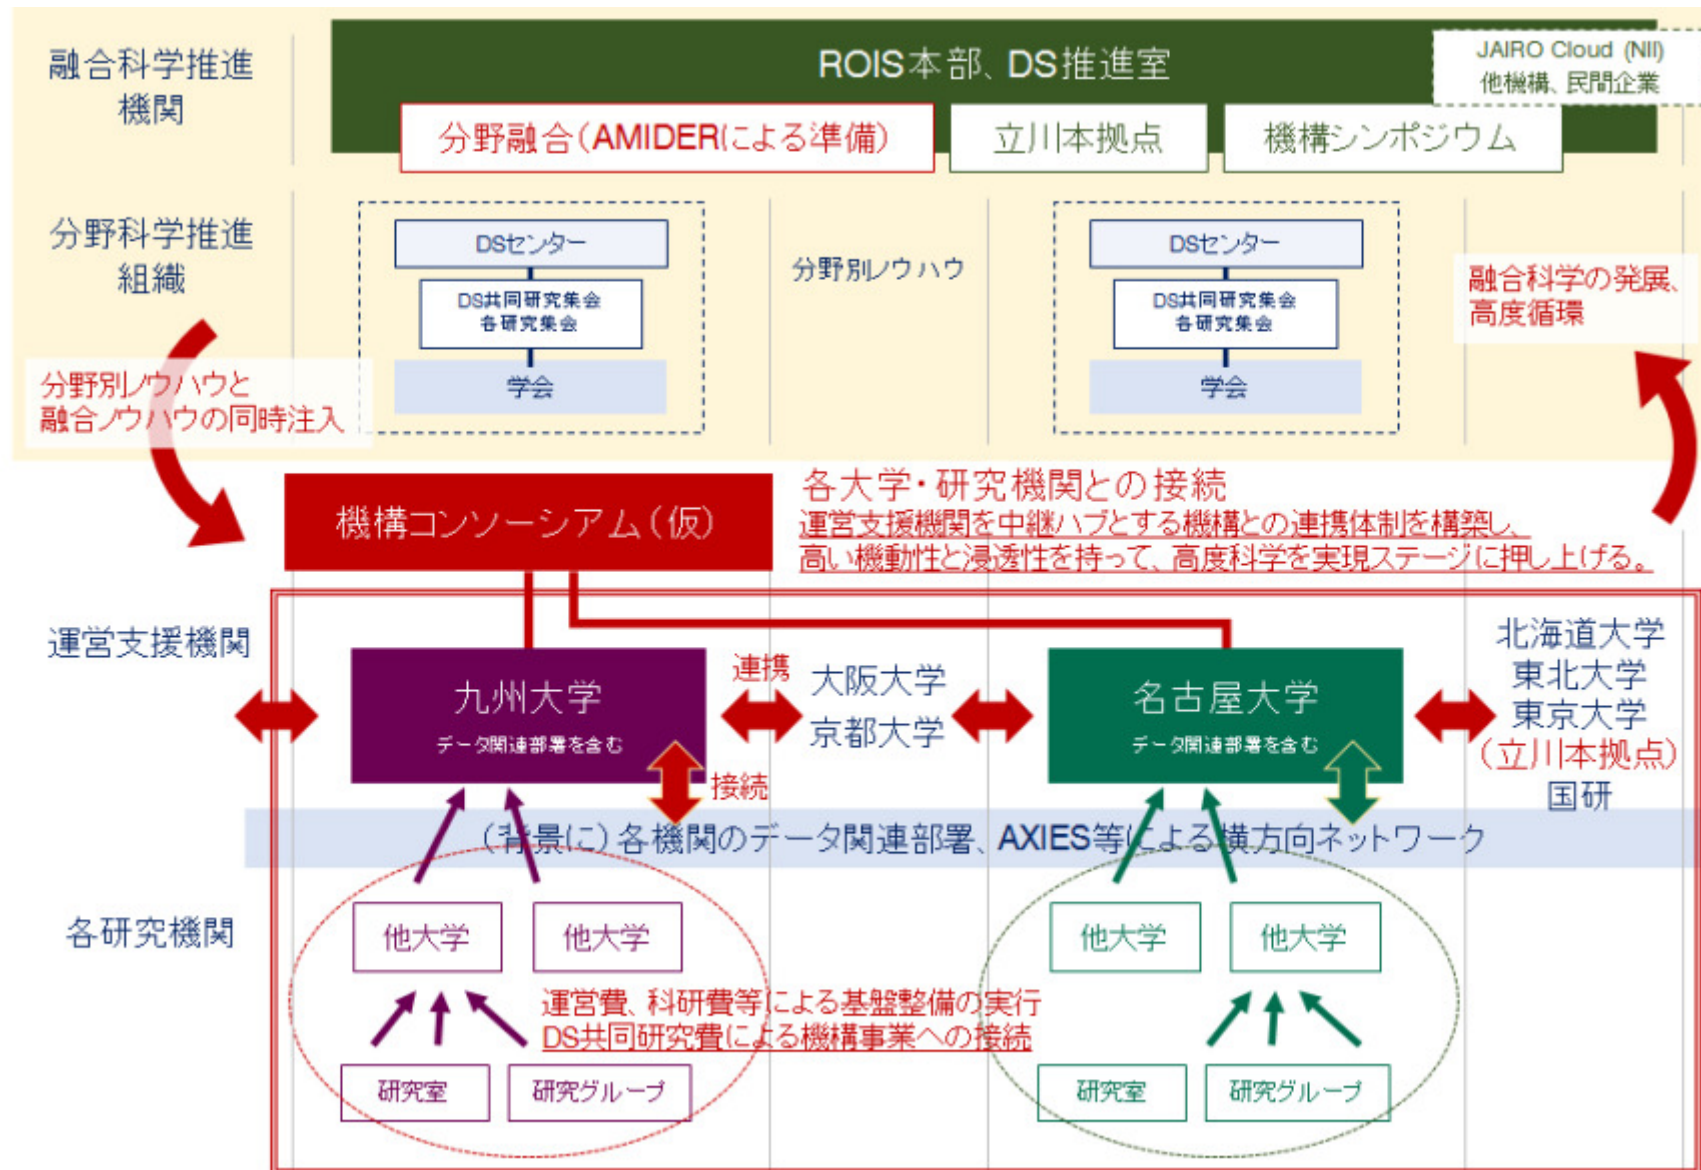 融合科学推進
機関
ROIS本部、DS推進室
JAIRO Cloud (NII)
他機構、民間企業
分野融合(AMIDERによる準備)
立川本拠点
機構シンポジウム
分野科学推進
組織
DSセンター
DS共同研究集会
各研究集会
学会
分野別ノウハウ
DSセンター
DS共同研究集会
各研究集会
学会
融合科学の発展、
高度循環
分野別ノウハウと
融合ノウハウの同時注入
機構コンソーシアム(仮)
各大学・研究機関との接続
運営支援機関を中継ハブとする機構との連携体制を構築し、
高い機動性と浸透性を持って、高度科学を実現ステージに押し上げる。
運営支援機関
九州大学
データ関連部署を含む
連携
接続
大阪大学
京都大学
名古屋大学
データ関連部署を含む
北海道大学
東北大学
東京大学
(立川本拠点)
国研
(背景に)各機関のデータ関連部署、AXIES等による横方向ネットワーク
各研究機関
他大学
他大学
他大学
他大学
運営費、科研費等による基盤整備の実行
DS共同研究費による機構事業への接続
研究室
研究グループ
研究室
研究グループ